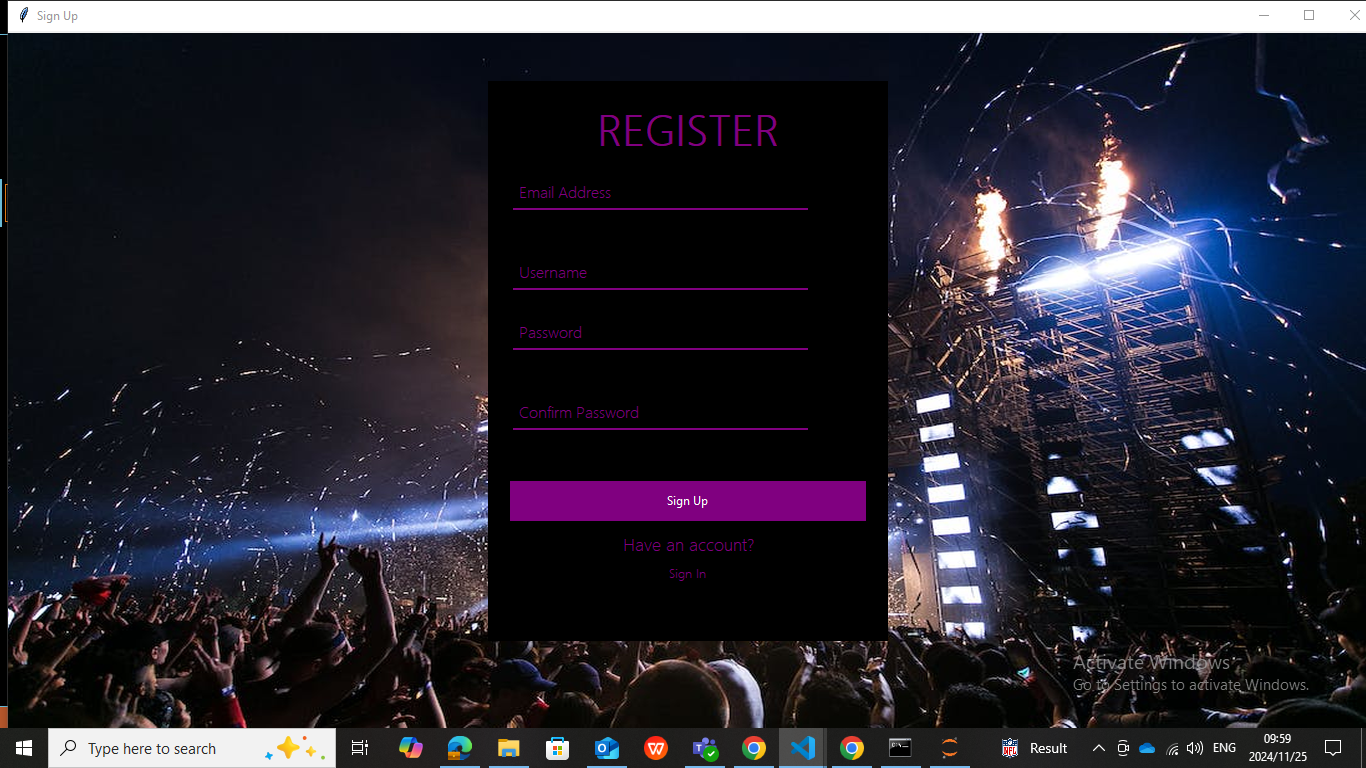 Sign Up
REGISTER
Email Address
Username
Password
Confirm Password
Sign Up
Have an account?
Sign In
Activate Windows
Go to Settings to activate Windows.
Type here to search
Result
ENG
09:59
2024/11/25